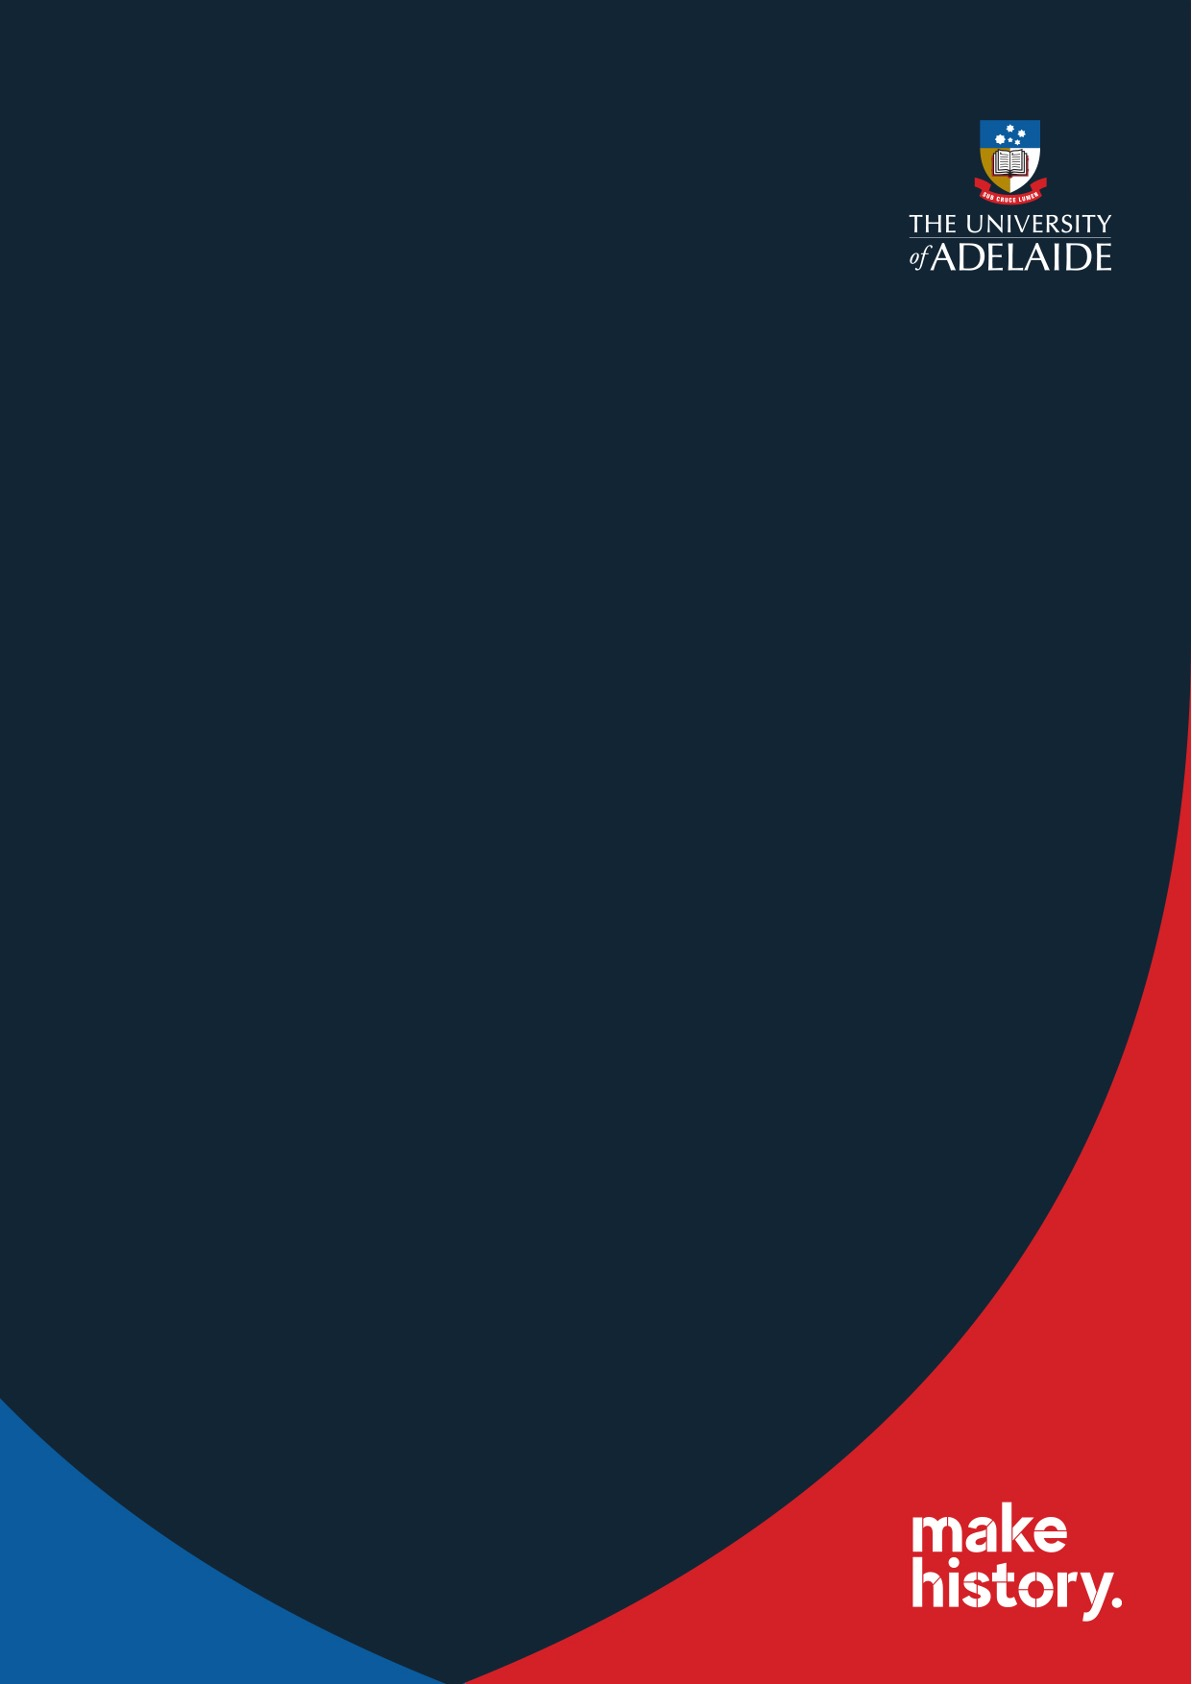 SUB CRUCE LUMEN
THE UNIVERSITY
of ADELAIDE
make
history.